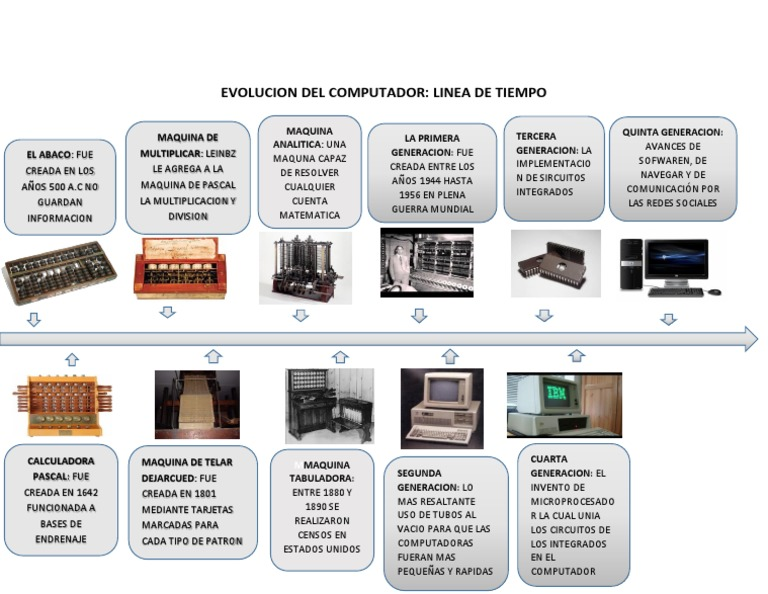 EVOLUCION DEL COMPUTADOR: LINEA DE TIEMPO
EL ABACO: FUE
CREADA EN LOS
AÑOS 500 A.C NO
GUARDAN
INFORMACION
MAQUINA DE
MULTIPLICAR: LEINBZ
LE AGREGA A LA
MAQUINA DE PASCAL
LA MULTIPLICACION Y
DIVISION
MAQUINA
ANALITICA: UNA
MAQUNA CAPAZ
DE RESOLVER
CUALQUIER
CUENTA
MATEMATICA
LA PRIMERA
GENERACION: FUE
CREADA ENTRE LOS
AÑOS 1944 HASTA
1956 EN PLENA
GUERRA MUNDIAL
TERCERA
GENERACION: LA
IMPLEMENTACIO
N DE SIRCUITOS
INTEGRADOS
QUINTA GENERACION:
AVANCES DE
SOFWAREN, DE
NAVEGAR Y DE
COMUNICACIÓN POR
LAS REDES SOCIALES
IBM
CALCULADORA
PASCAL: FUE
CREADA EN 1642
FUNCIONADA A
BASES DE
ENDRENAJE
MAQUINA DE TELAR
DEJARCUED: FUE
CREADA EN 1801
MEDIANTE TARJETAS
MARCADAS PARA
CADA TIPO DE PATRON
MAQUINA
TABULADORA:
ENTRE 1880 Y
1890 SE
REALIZARON
CENSOS EN
ESTADOS UNIDOS
SEGUNDA
GENERACION: LO
MAS RESALTANTE
USO DE TUBOS AL
VACIO PARA QUE LAS
COMPUTADORAS
FUERAN MAS
PEQUEÑAS Y RAPIDAS
CUARTA
GENERACION: EL
INVENTO DE
MICROPROCESADO
R LA CUAL UNIA
LOS CIRCUITOS DE
LOS INTEGRADOS
EN EL
COMPUTADOR